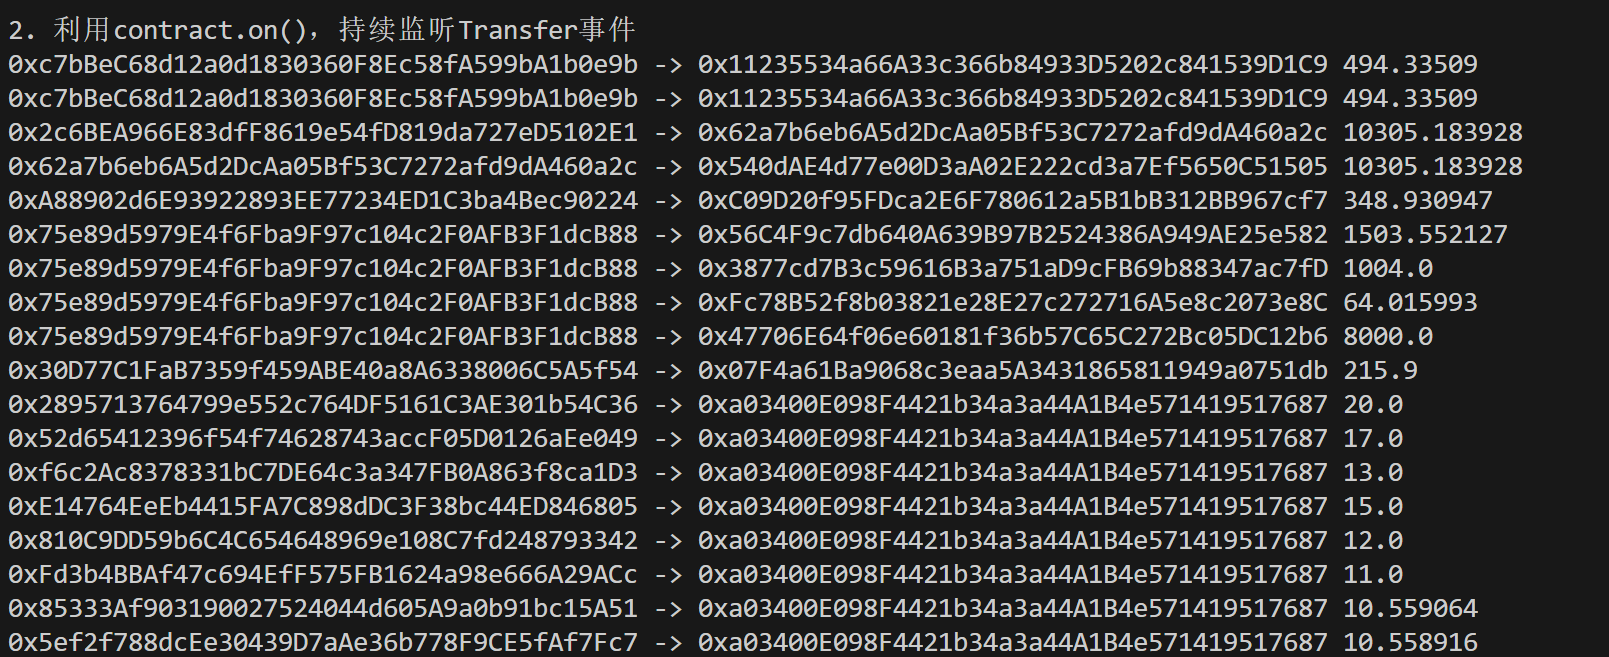 2. 利用contract.on()，持续监听Transfer事件
0xc7bBeC68d12a0d1830360F8Ec58fA599bA1b0e9b -> 0x11235534a66A33c366b84933D5202c841539D1C9 494.33509
0xc7bBeC68d12a0d1830360F8Ec58fA599bA1b0e9b -> 0x11235534a66A33c366b84933D5202c841539D1C9 494.33509
0x2c6BEA966E83dfF8619e54fD819da727eD5102E1 -> 0x62a7b6eb6A5d2DcAa05Bf53C7272afd9dA460a2c 10305.183928
0x62a7b6eb6A5d2DcAa05Bf53C7272afd9dA460a2c -> 0x540dAE4d77e00D3aA02E222cd3a7Ef5650C51505 10305.183928
0xA88902d6E93922893EE77234ED1C3ba4Bec90224 -> 0xC09D20f95FDca2E6F780612a5B1bB312BB967cf7 348.930947
0x75e89d5979E4f6Fba9F97c104c2F0AFB3F1dcB88 -> 0x56C4F9c7db640A639B97B2524386A949AE25e582 1503.552127
0x75e89d5979E4f6Fba9F97c104c2F0AFB3F1dcB88 -> 0x3877cd7B3c59616B3a751aD9cFB69b88347ac7fD 1004.0
0x75e89d5979E4f6Fba9F97c104c2F0AFB3F1dcB88 -> 0xFc78B52f8b03821e28E27c272716A5e8c2073e8C 64.015993
0x75e89d5979E4f6Fba9F97c104c2F0AFB3F1dcB88 -> 0x47706E64f06e60181f36b57C65C272Bc05DC12b6 8000.0
0x30D77C1FaB7359f459ABE40a8A6338006C5A5f54 -> 0x07F4a61Ba9068c3eaa5A3431865811949a0751db 215.9
0x2895713764799e552c764DF5161C3AE301b54C36 -> 0xa03400E098F4421b34a3a44A1B4e571419517687 20.0
0x52d65412396f54f74628743accF05D0126aEe049 -> 0xa03400E098F4421b34a3a44A1B4e571419517687 17.0
0xf6c2Ac8378331bC7DE64c3a347FB0A863f8ca1D3 -> 0xa03400E098F4421b34a3a44A1B4e571419517687 13.0
0xE14764EeEb4415FA7C898dDC3F38bc44ED846805 -> 0xa03400E098F4421b34a3a44A1B4e571419517687 15.0
0x810C9DD59b6C4C654648969e108C7fd248793342 -> 0xa03400E098F4421b34a3a44A1B4e571419517687 12.0
0xFd3b4BBAf47c694EfF575FB1624a98e666A29ACc -> 0xa03400E098F4421b34a3a44A1B4e571419517687 11.0
0x85333Af903190027524044d605A9a0b91bc15A51 -> 0xa03400E098F4421b34a3a44A1B4e571419517687 10.559064
0x5ef2f788dcEe30439D7aAe36b778F9CE5fAf7Fc7 -> 0xa03400E098F4421b34a3a44A1B4e571419517687 10.558916